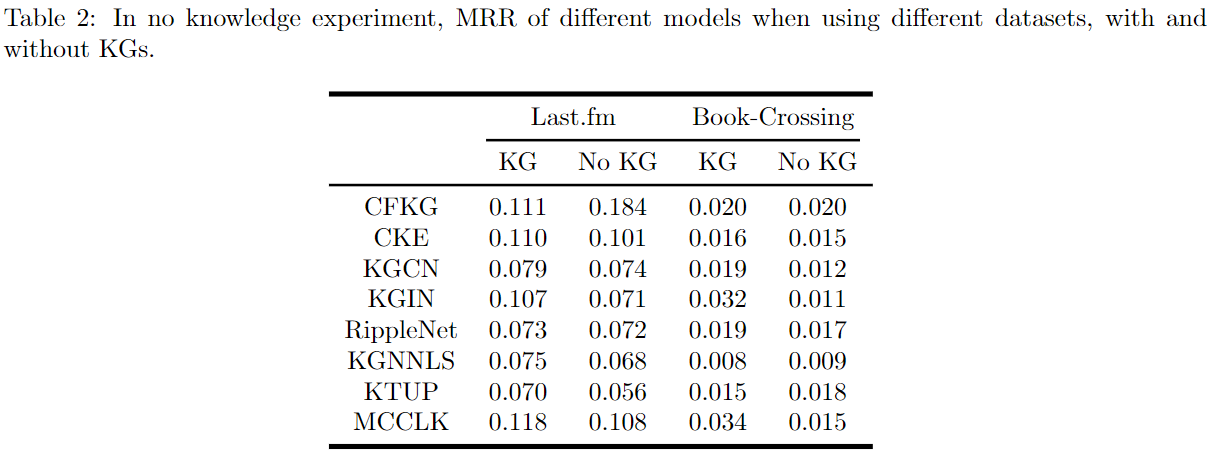 Table 2: In no knowledge experiment, MRR of different models when using different datasets, with and
without KGs.
Last.fm Book-Crossing
KG No KG KG No KG
CFKG 0.111 0.184 0.020 0.020
CKE 0.110 0.101 0.016 0.015
KGCN 0.079 0.074 0.019 0.012
KGIN 0.107 0.071 0.032 0.011
RippleNet 0.073 0.072 0.019 0.017
KGNNLS 0.075 0.068 0.008 0.009
KTUP 0.070 0.056 0.015 0.018
MCCLK 0.118 0.108 0.034 0.015